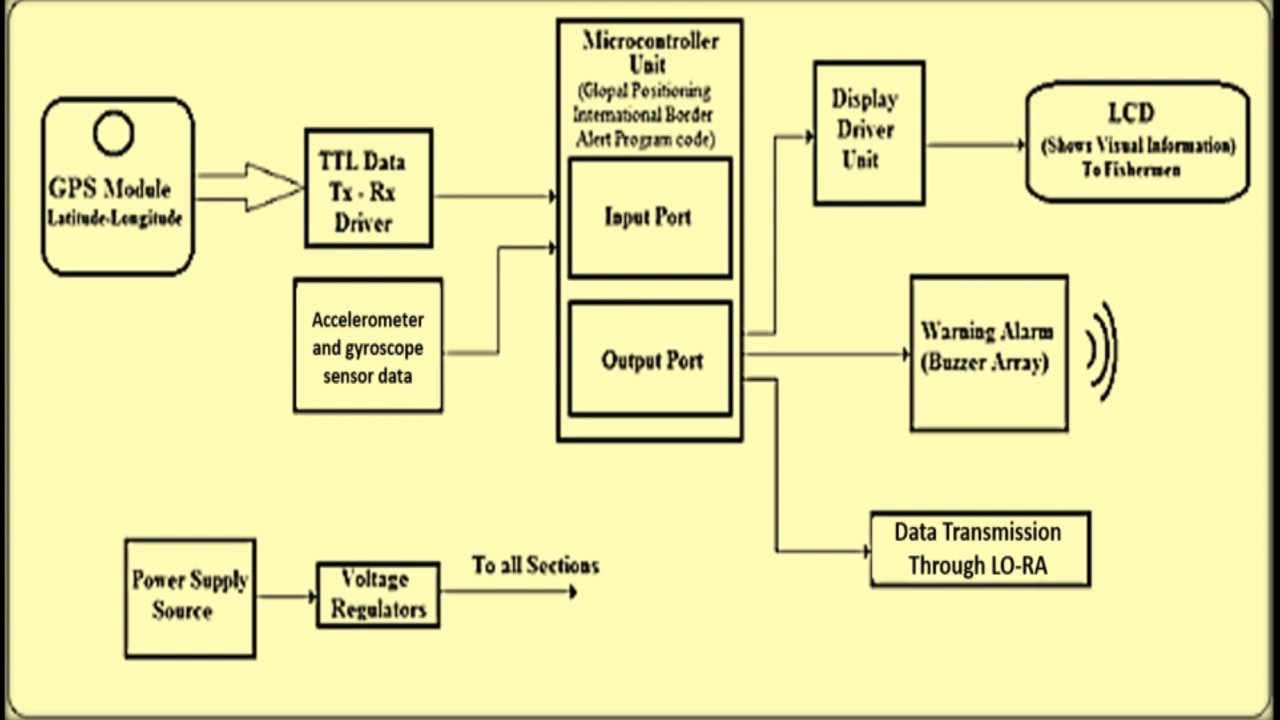 GPS Module
Latitude-Longitude
TTL Data
Tx - Rx
Driver
Accelerometer
and gyroscope
sensor data
Microcontroller
Unit
(Glopal Positioning
International Border
Alert Program code)
Input Port
Output Port
Display
Driver
Unit
LCD
(Shows Visual Information)
To Fishermen
Warning Alarm
(Buzzer Array)
Data Transmission
Through LO-RA
Power Supply
Source
Voltage
Regulators
To all Sections